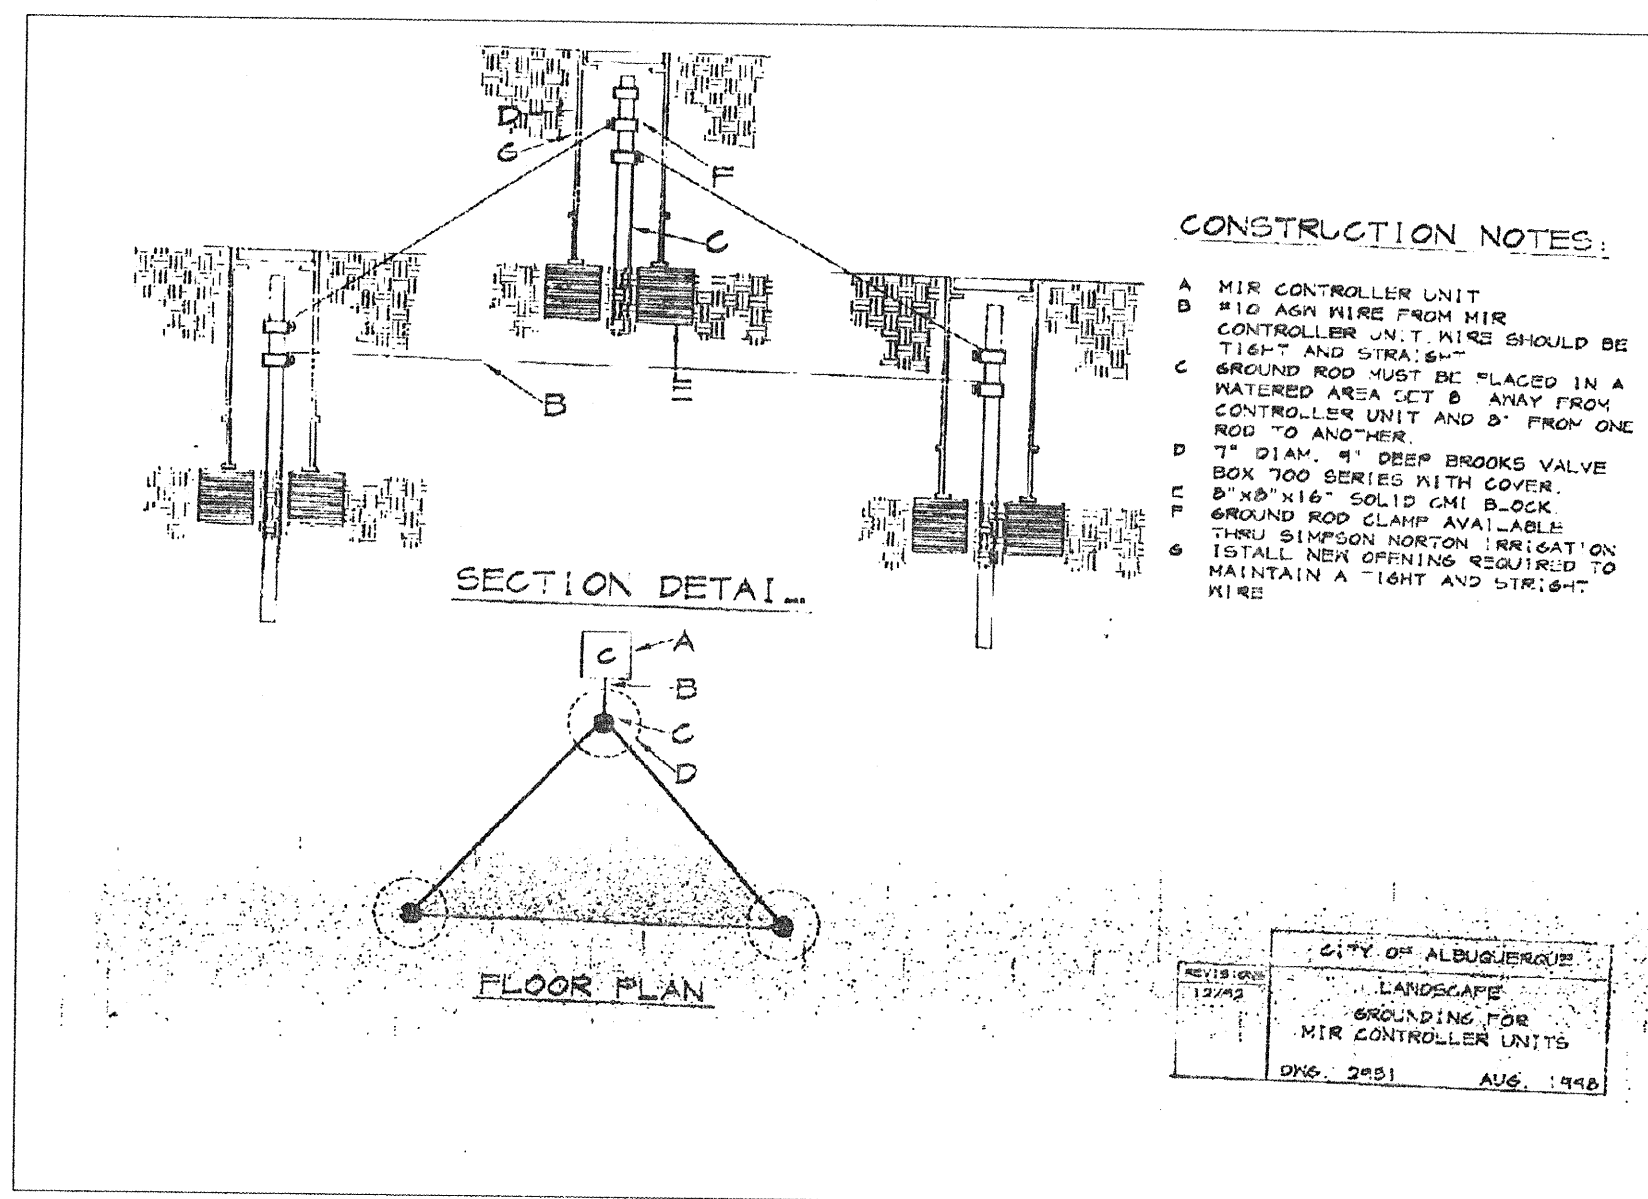 D
G
F
C
E
B
SECTION DETAI
A
C
B
C
D
FLOOR PLAN
CONSTRUCTION NOTES:
A MIR CONTROLLER UNIT
B #10 AGW WIRE FROM MIR
CONTROLLER UNIT. WIRE SHOULD BE
TIGHT AND STRAIGHT
C GROUND ROD MUST BE PLACED IN A
WATERED AREA SET 8' AWAY FROM
CONTROLLER UNIT AND 8' FROM ONE
ROD TO ANOTHER.
D 7" DIAM. 9" DEEP BROOKS VALVE
BOX 700 SERIES WITH COVER.
E 8"x8"x16" SOLID CMI BLOCK.
F GROUND ROD CLAMP AVAILABLE
THRU SIMPSON NORTON IRRIGATION
G ISTALL NEW OPENING REQUIRED TO
MAINTAIN A TIGHT AND STRIGHT
WIRE
CITY OF ALBUQUERQUE
REVISIONS
12/92
LANDSCAPE
GROUNDING FOR
MIR CONTROLLER UNITS
DWG. AUG.